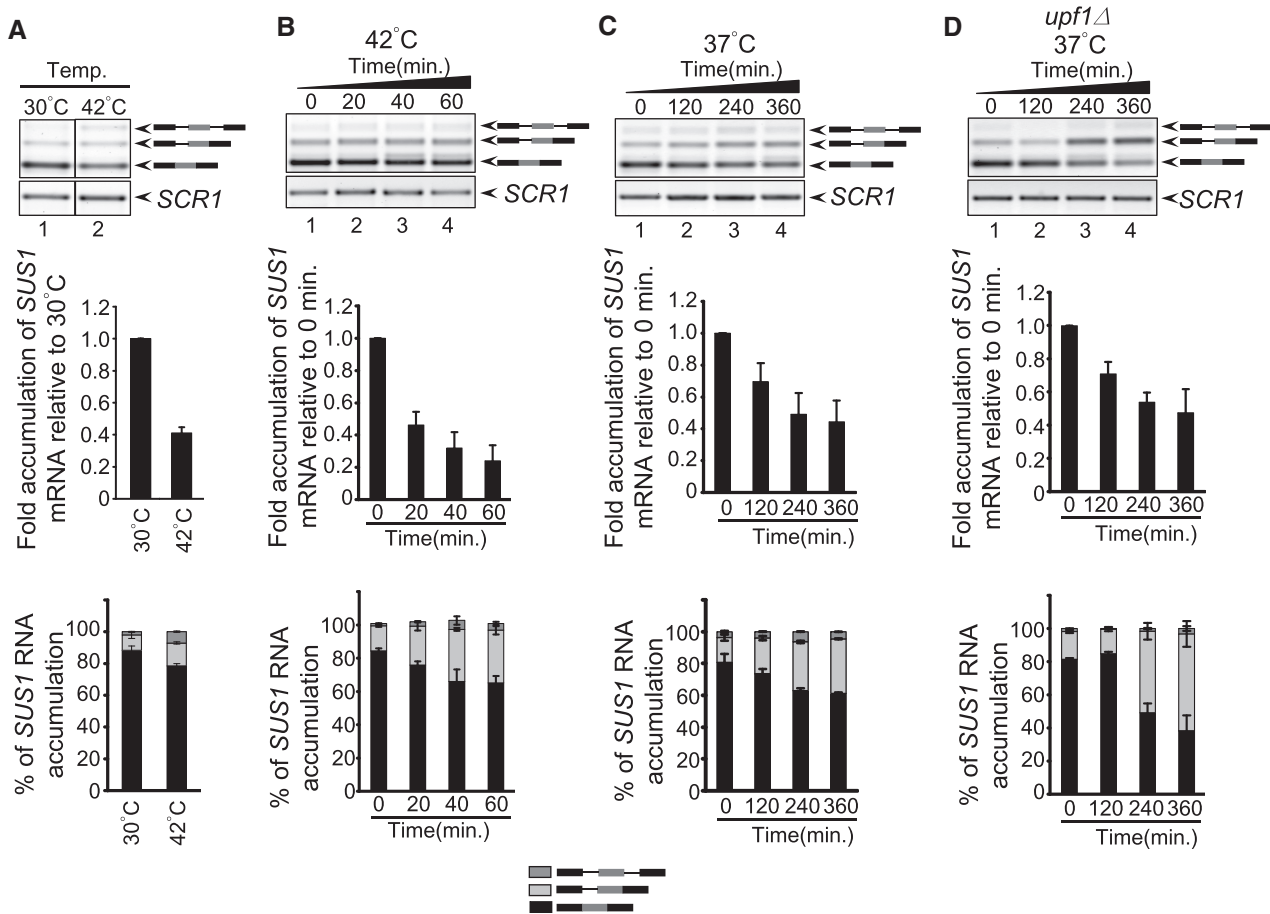 A
Temp.
30°C 42°C
SCR1
1 2
Fold accumulation of SUS1
mRNA relative to 30°C
1.2
1.0
0.8
0.6
0.4
0.2
0
30°C 42°C
% of SUS1 RNA
accumulation
100
80
60
40
20
0
30°C 42°C
B
42°C
Time(min.)
0 20 40 60
SCR1
1 2 3 4
Fold accumulation of SUS1
mRNA relative to 0 min.
1.2
1.0
0.8
0.6
0.4
0.2
0
0 20 40 60
Time(min.)
% of SUS1 RNA
accumulation
100
80
60
40
20
0
0 20 40 60
Time(min.)
C
37°C
Time(min.)
0 120 240 360
SCR1
1 2 3 4
Fold accumulation of SUS1
mRNA relative to 0 min.
1.2
1.0
0.8
0.6
0.4
0.2
0
0 120 240 360
Time(min.)
% of SUS1 RNA
accumulation
100
80
60
40
20
0
0 120 240 360
Time(min.)
D
upf1Δ
37°C
Time(min.)
0 120 240 360
SCR1
1 2 3 4
Fold accumulation of SUS1
mRNA relative to 0 min.
1.2
1.0
0.8
0.6
0.4
0.2
0
0 120 240 360
Time(min.)
% of SUS1 RNA
accumulation
100
80
60
40
20
0
0 120 240 360
Time(min.)